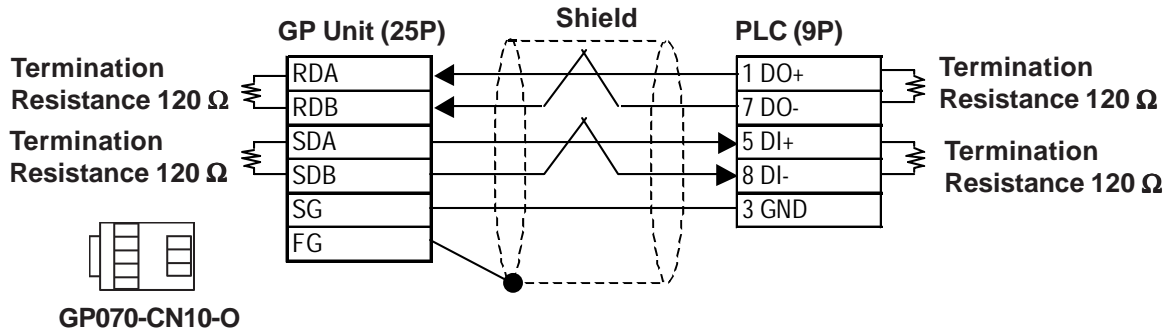 Shield
GP Unit (25P)
PLC (9P)
Termination
Resistance 120 Ω
RDA
RDB
SDA
SDB
SG
FG
Termination
Resistance 120 Ω
1 DO+
7 DO-
5 DI+
8 DI-
3 GND
Termination
Resistance 120 Ω
Termination
Resistance 120 Ω
GP070-CN10-O